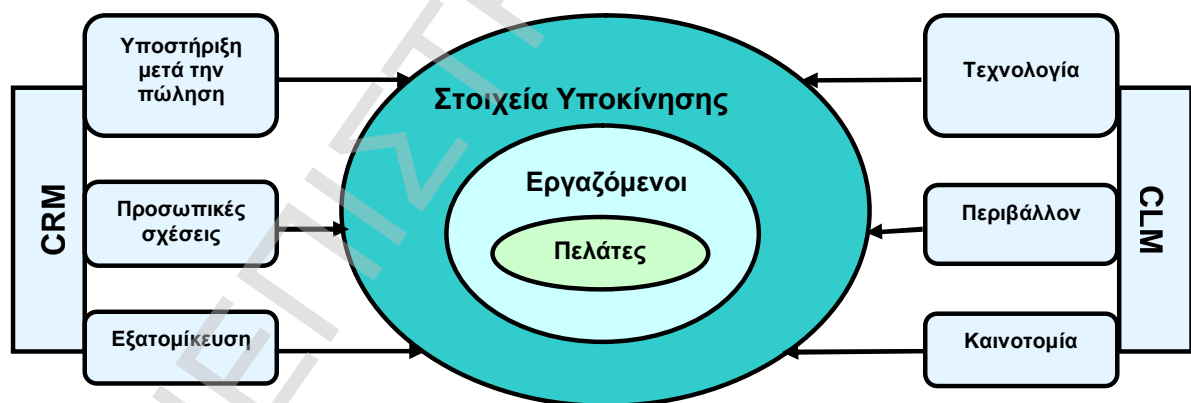 Υποστήριξη
μετά την
πώληση
Προσωπικές
σχέσεις
Εξατομίκευση
CRM
Στοιχεία Υποκίνησης
Εργαζόμενοι
Πελάτες
Τεχνολογία
Περιβάλλον
Καινοτομία
CLM